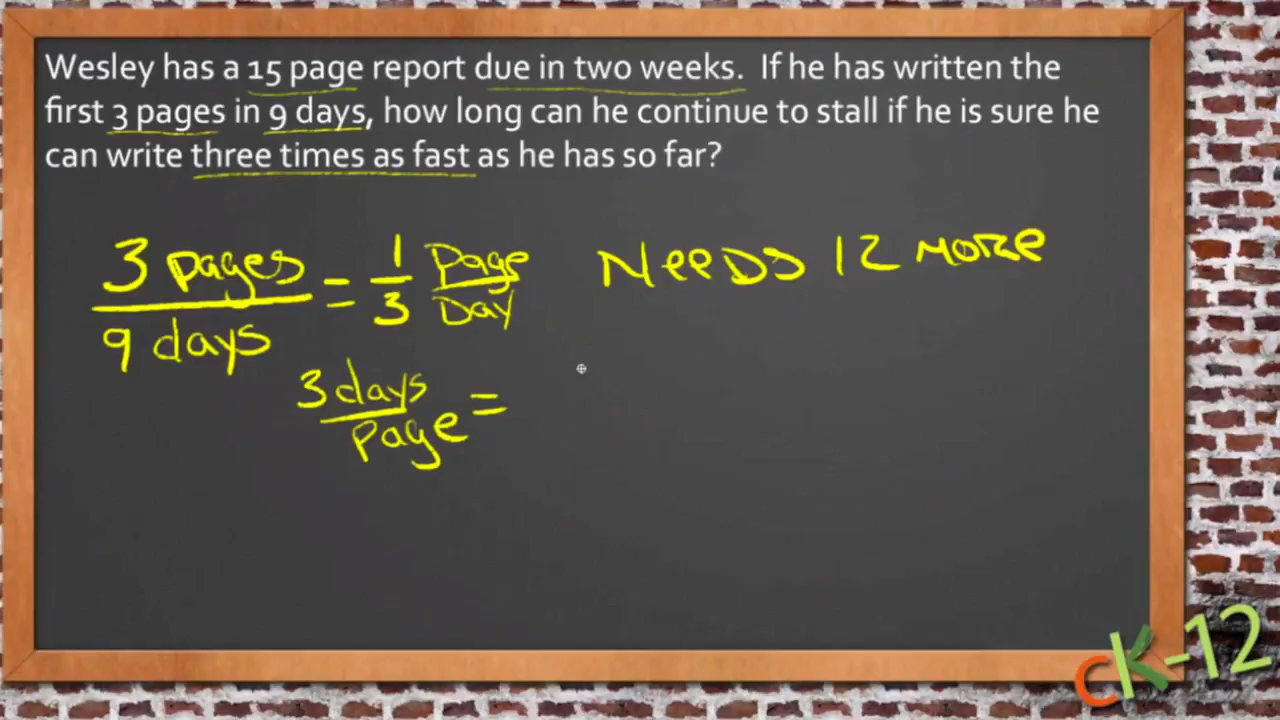 Wesley has a 15 page report due in two weeks. If he has written the
first 3 pages in 9 days, how long can he continue to stall if he is sure he
can write three times as fast as he has so far?
3 pages / 9 days = 1/3 Page/Day
Needs 12 more
3 days / page =
cK-12